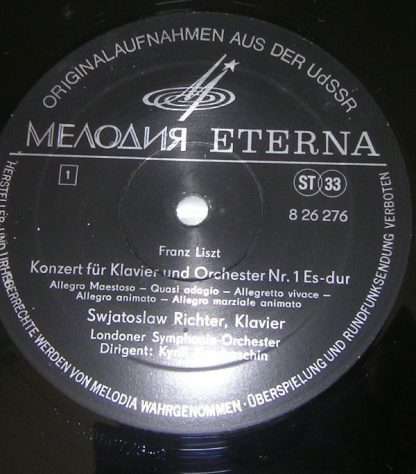 ORIGINALAUFNAHMEN AUS DER UdSSR
МЕЛОДИЯ ETERNA
1
ST 33
8 26 276
Franz Liszt
Konzert für Klavier und Orchester Nr. 1 Es-dur
Allegro Maestoso – Quasi adagio – Allegretto vivace –
Allegro animato – Allegro marziale animato
Swjatoslaw Richter, Klavier
Londoner Symphonie-Orchester
Dirigent:
HERSTELLER UND WERDEN VON MELODIA WAHRGENOMMEN · ÜBERSPIELUNG UND RUNDFUNKSENDUNG VERBOTEN